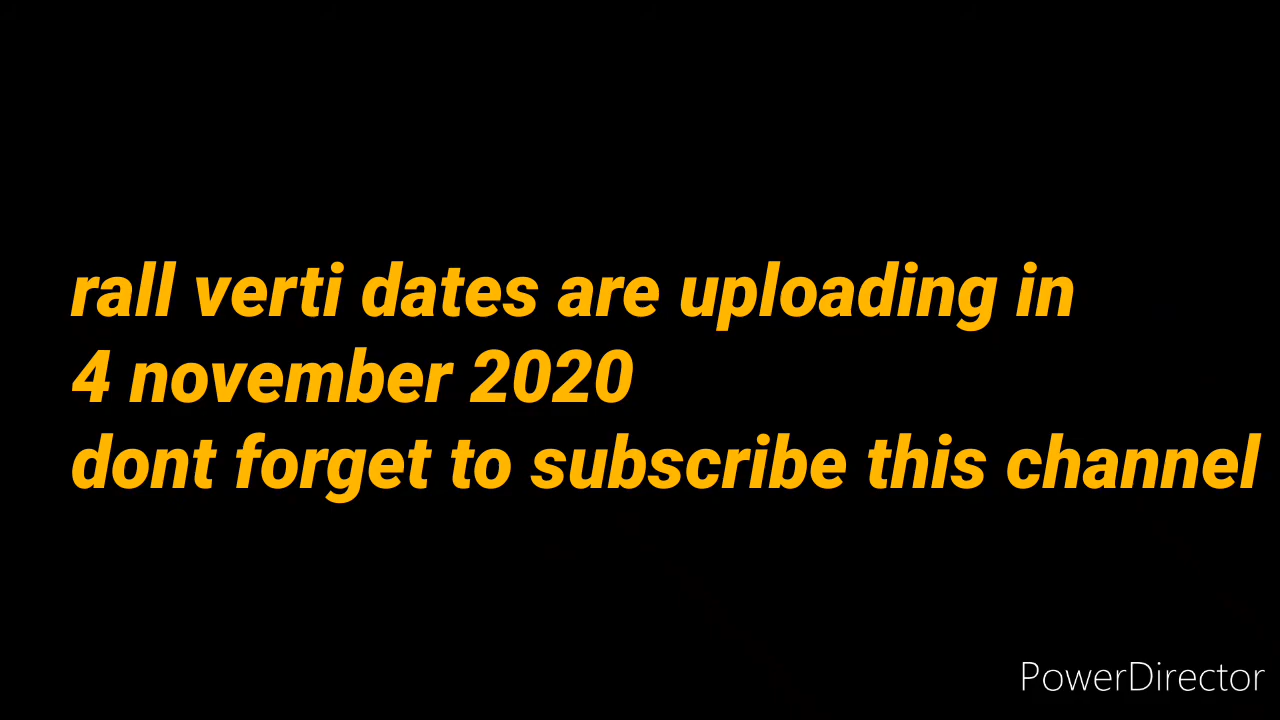 rall verti dates are uploading in
4 november 2020
dont forget to subscribe this channel
PowerDirector